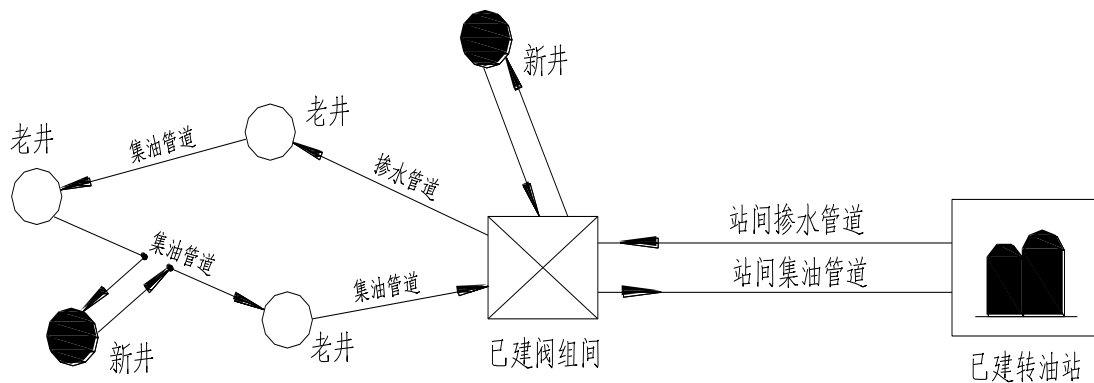 新井
老井
老井
集油管道
掺水管道
站间掺水管道
集油管道
站间集油管道
集油管道
新井
老井
已建阀组间
已建转油站